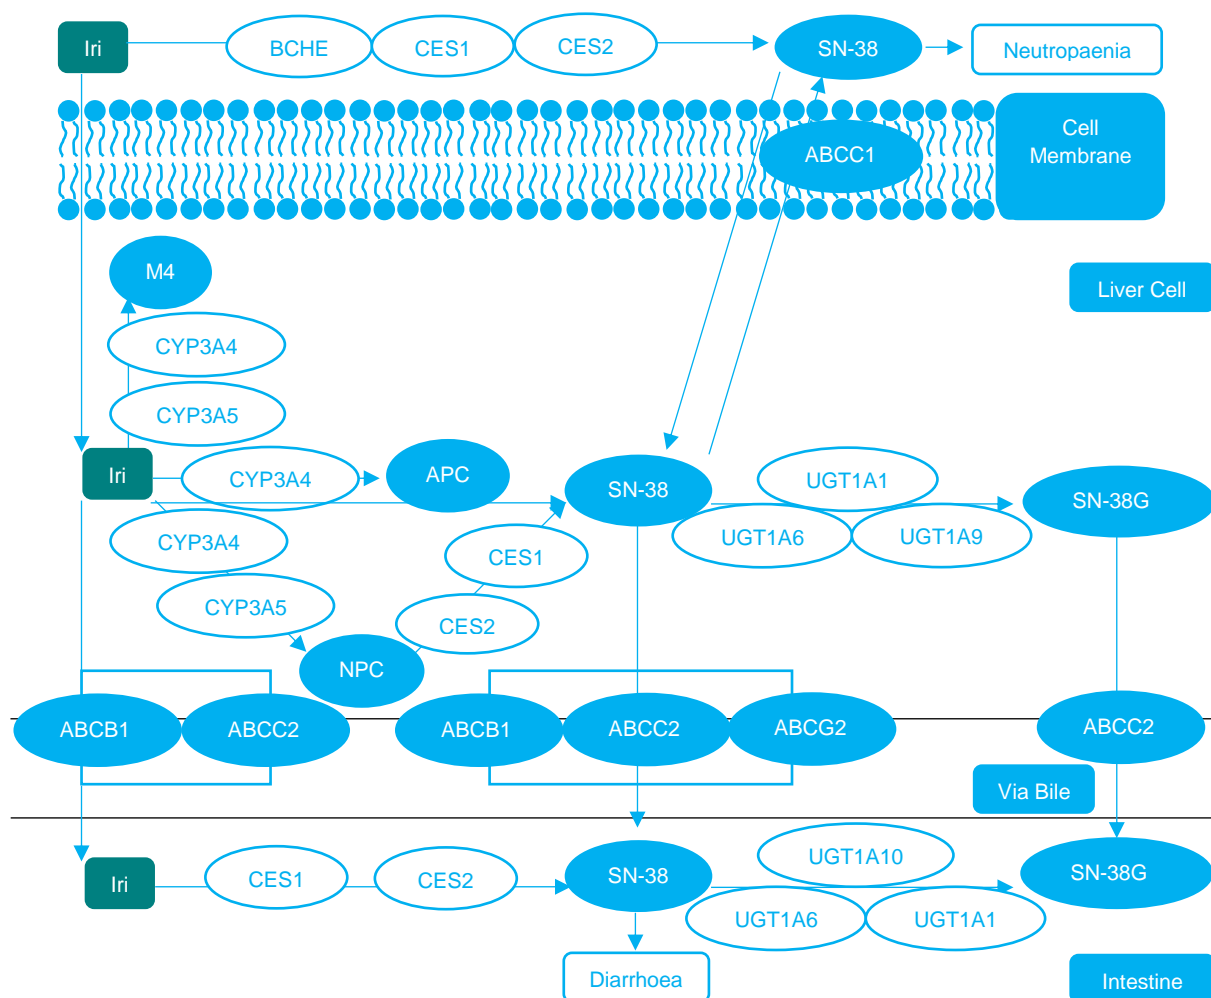 Iri
BCHE
CES1
CES2
SN-38
Neutropaenia
Cell
Membrane
ABCC1
M4
Liver Cell
CYP3A4
CYP3A5
Iri
CYP3A4
APC
SN-38
UGT1A1
SN-38G
CYP3A4
UGT1A6
UGT1A9
CES1
CYP3A5
CES2
NPC
ABCB1
ABCC2
ABCB1
ABCC2
ABCG2
ABCC2
Via Bile
Iri
CES1
CES2
SN-38
UGT1A10
SN-38G
UGT1A6
UGT1A1
Diarrhoea
Intestine